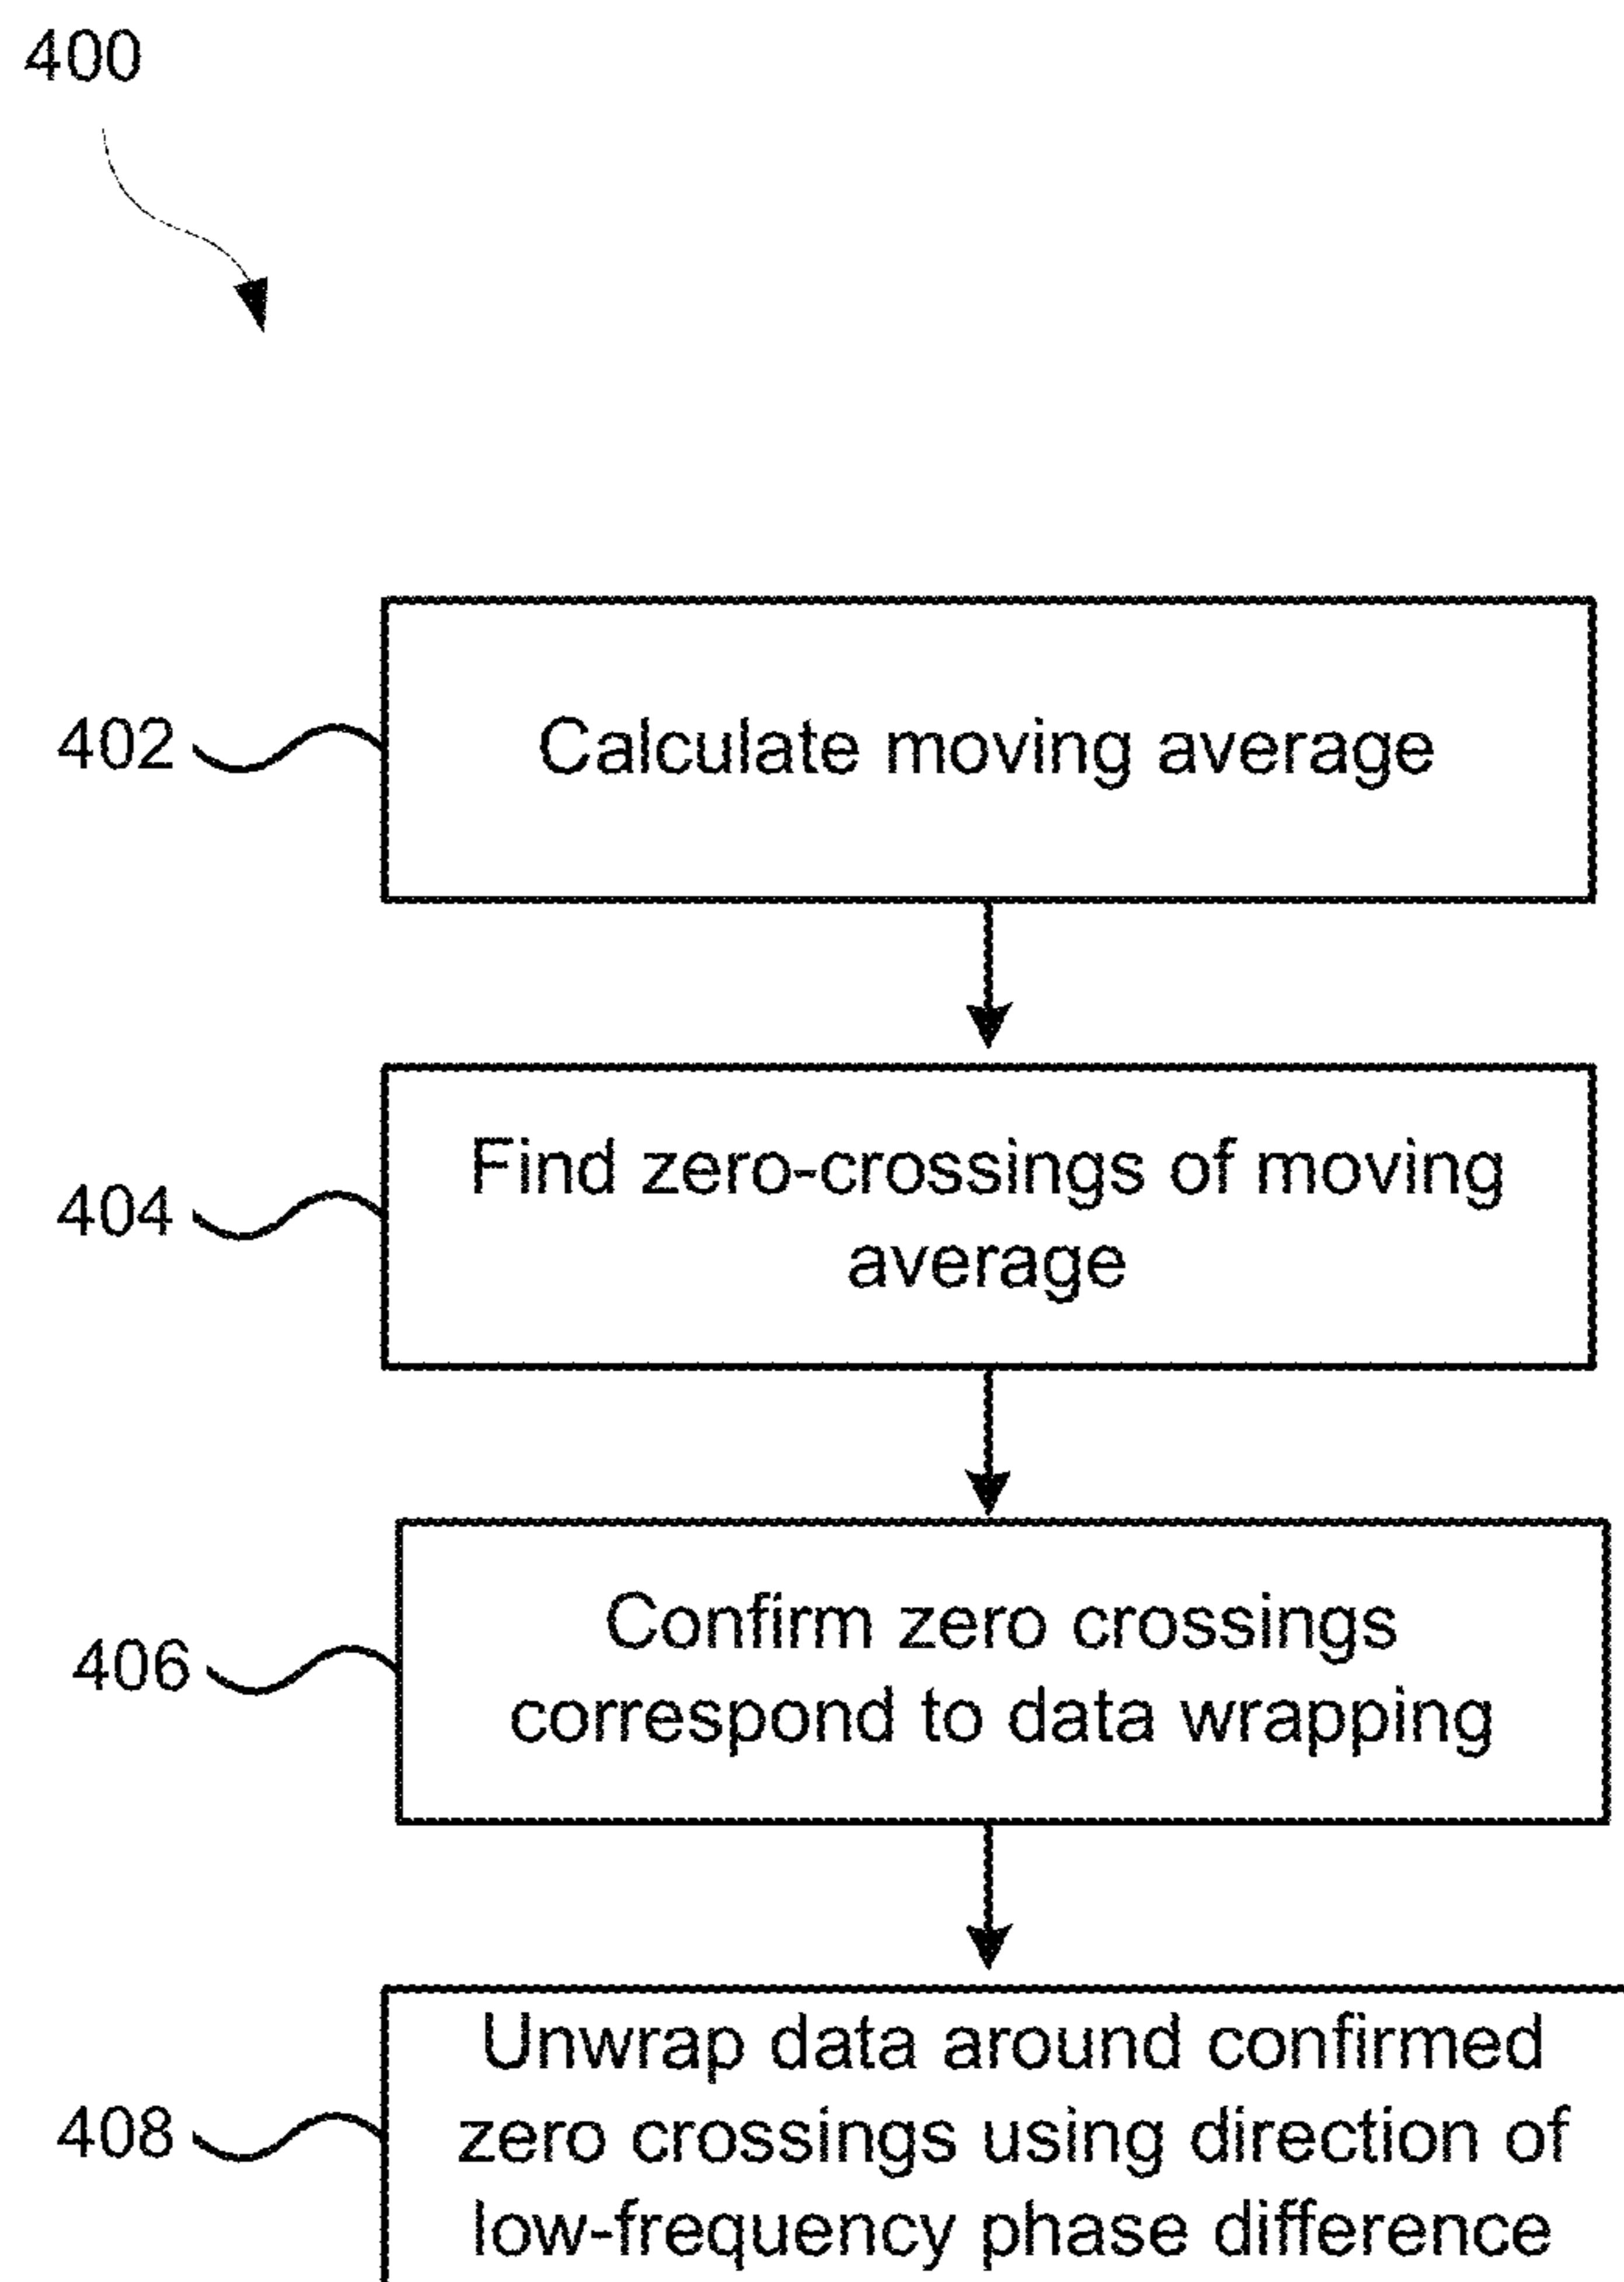 400
402
Calculate moving average
404
Find zero-crossings of moving
average
406
Confirm zero crossings
correspond to data wrapping
408
Unwrap data around confirmed
zero crossings using direction of
low-frequency phase difference